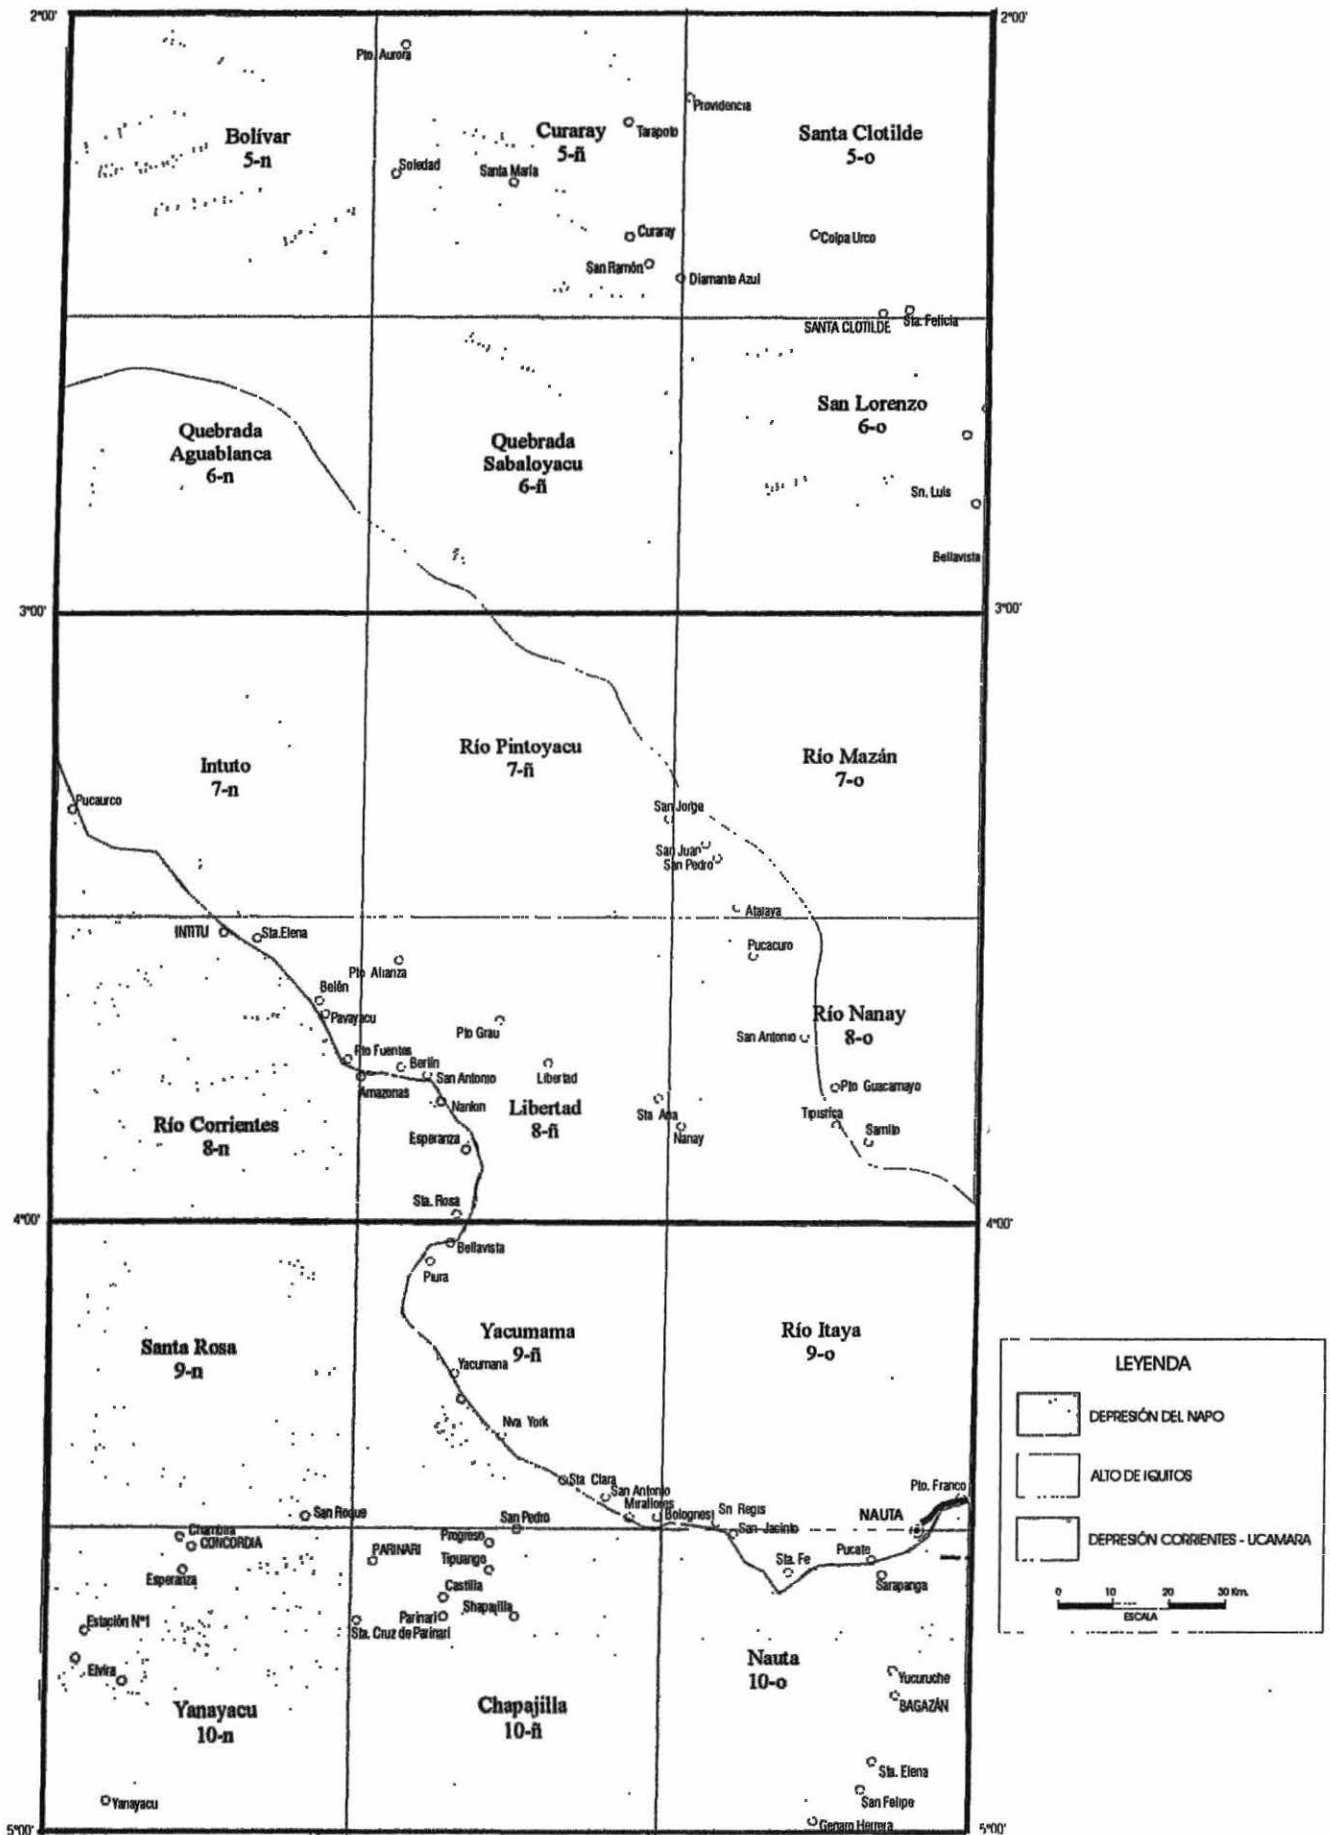 2°00'
2°00'
Pto. Aurora
Providencia
Bolívar
5-n
Curaray
5-ñ
Tarapoto
Santa Clotilde
5-o
Soledad
Santa María
Curaray
Colpa Urco
San Ramón
Diamante Azul
SANTA CLOTILDE
Sta. Felicia
San Lorenzo
6-o
Quebrada
Aguablanca
6-n
Quebrada
Sabaloyacu
6-ñ
Sn. Luis
Bellavista
3°00'
3°00'
Intuto
7-n
Río Pintoyacu
7-ñ
Río Mazán
7-o
Pucaurco
San Jorge
San Juan
San Pedro
Ataraya
INTITU
Sta.Elena
Pucacuro
Pto Alianza
Belén
Pavayacu
Pto Grau
Río Nanay
8-o
San Antonio
Pto Fuentes
Berlín
San Antonio
Libertad
Amazonas
Nankin
Pto Guacamayo
Libertad
8-ñ
Sta Ana
Tipistica
Río Corrientes
8-n
Esperanza
Nanay
Samito
Sta. Rosa
4°00'
4°00'
Bellavista
Piura
Santa Rosa
9-n
Yacumama
9-ñ
Río Itaya
9-o
Yacumana
Nva York
LEYENDA
DEPRESIÓN DEL NAPO
ALTO DE IQUITOS
DEPRESIÓN CORRIENTES - UCAMARA
0 10 20 30 Km.
ESCALA
Sta Clara
San Antonio
Miraflores
Bolognesi
Sn Regis
San Jacinto
Pto. Franco
NAUTA
San Roque
San Pedro
Chambira
CONCORDIA
Progreso
PARINARI
Tipuango
Pucate
Sta. Fe
Esperanza
Castilla
Sarapanga
Estación N°1
Parinari
Shapajilla
Sta. Cruz de Parinari
Elvira
Nauta
10-o
Yucuruche
BAGAZÁN
Yanayacu
10-n
Chapajilla
10-ñ
Sta. Elena
San Felipe
Yanayacu
Genaro Herrera
5°00'
5°00'